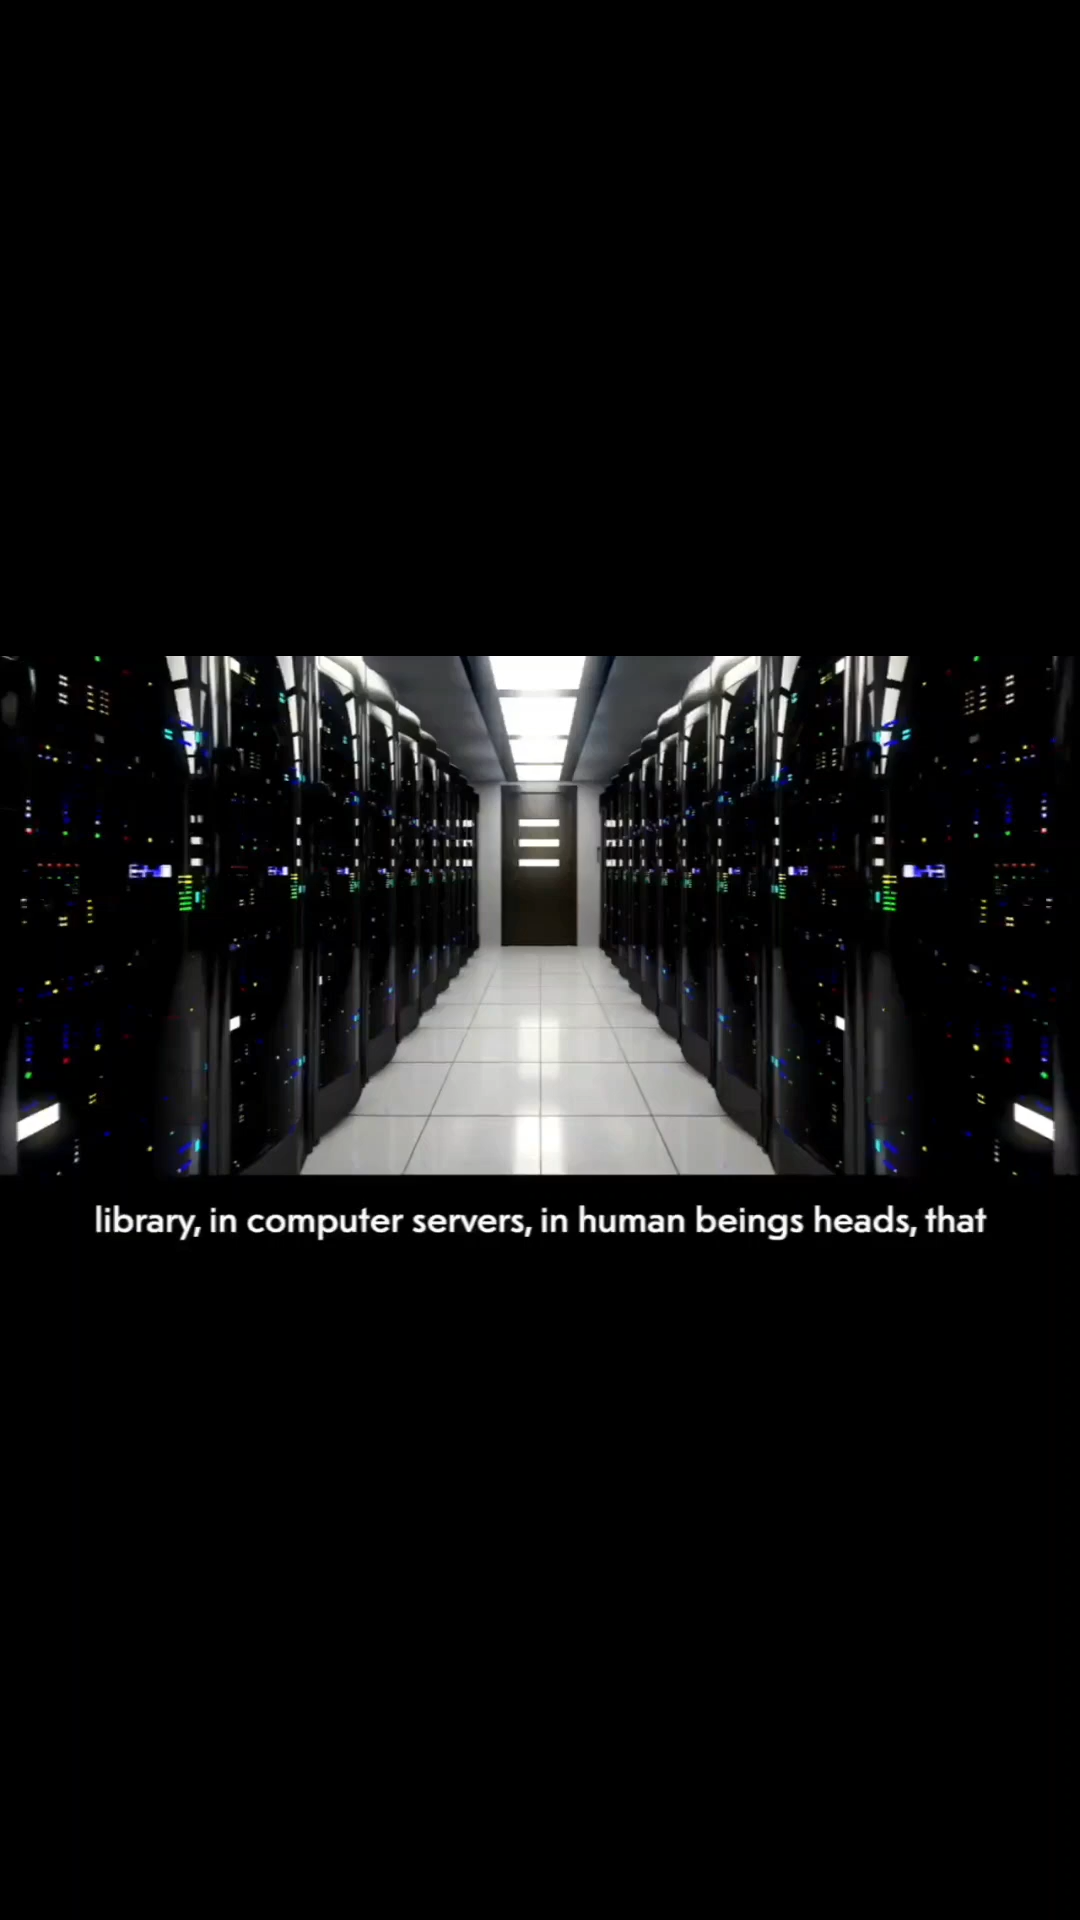 library, in computer servers, in human beings heads, that